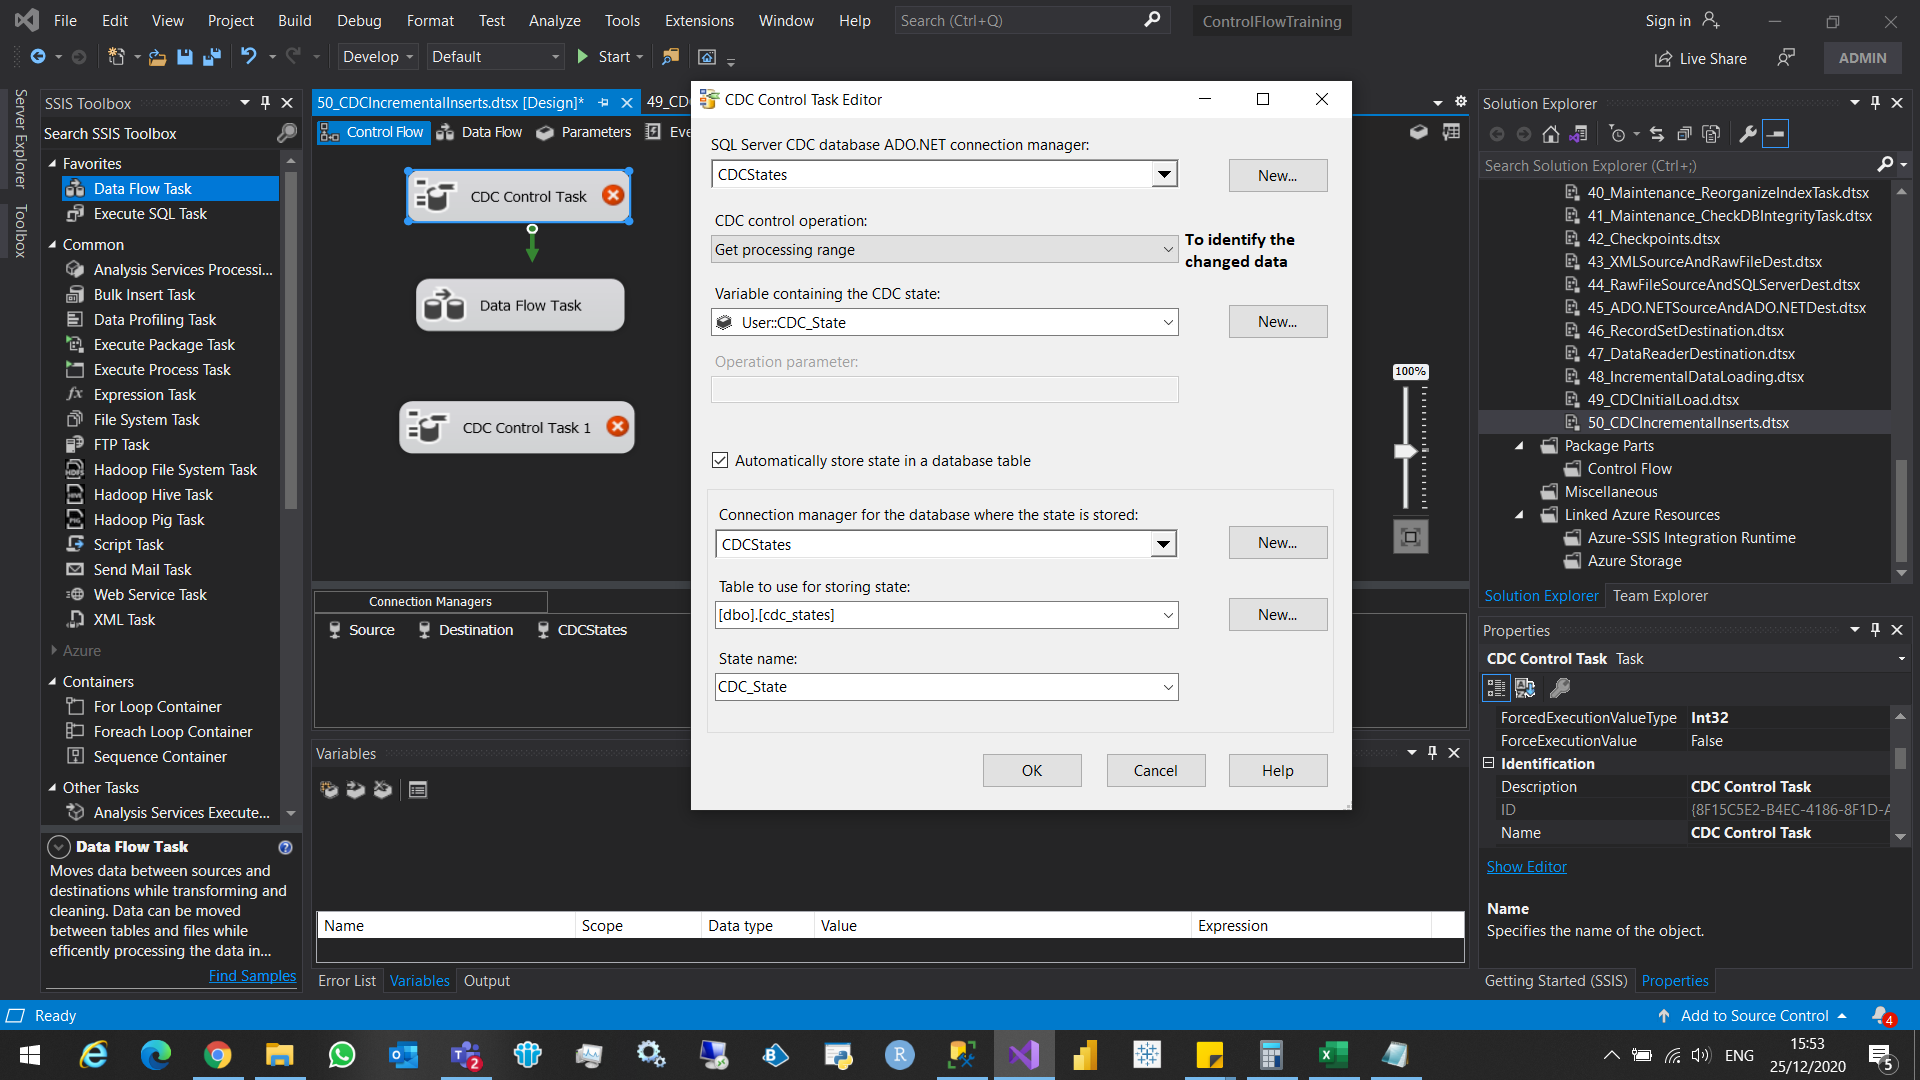 File Edit View Project Build Debug Format Test Analyze Tools Extensions Window Help Search (Ctrl+Q) ControlFlowTraining Sign in
Develop Default Start Live Share ADMIN
Server Explorer
Toolbox
SSIS Toolbox
Search SSIS Toolbox
Favorites
Data Flow Task
Execute SQL Task
Common
Analysis Services Processi...
Bulk Insert Task
Data Profiling Task
Execute Package Task
Execute Process Task
Expression Task
File System Task
FTP Task
Hadoop File System Task
Hadoop Hive Task
Hadoop Pig Task
Script Task
Send Mail Task
Web Service Task
XML Task
Azure
Containers
For Loop Container
Foreach Loop Container
Sequence Container
Other Tasks
Analysis Services Execute...
Data Flow Task
Moves data between sources and
destinations while transforming and
cleaning. Data can be moved
between tables and files while
efficently processing the data in...
Find Samples
50_CDCIncrementalInserts.dtsx [Design]* 49_CD
Control Flow Data Flow Parameters Eve
CDC Control Task
Data Flow Task
CDC Control Task 1
100%
Connection Managers
Source Destination CDCStates
Variables
Name Scope Data type Value Expression
Error List Variables Output
CDC Control Task Editor
SQL Server CDC database ADO.NET connection manager:
CDCStates New...
CDC control operation:
Get processing range
To identify the
changed data
Variable containing the CDC state:
User::CDC_State New...
Operation parameter:
Automatically store state in a database table
Connection manager for the database where the state is stored:
CDCStates New...
Table to use for storing state:
[dbo].[cdc_states] New...
State name:
CDC_State
OK Cancel Help
Solution Explorer
Search Solution Explorer (Ctrl+;)
40_Maintenance_ReorganizeIndexTask.dtsx
41_Maintenance_CheckDBIntegrityTask.dtsx
42_Checkpoints.dtsx
43_XMLSourceAndRawFileDest.dtsx
44_RawFileSourceAndSQLServerDest.dtsx
45_ADO.NETSourceAndADO.NETDest.dtsx
46_RecordSetDestination.dtsx
47_DataReaderDestination.dtsx
48_IncrementalDataLoading.dtsx
49_CDCInitialLoad.dtsx
50_CDCIncrementalInserts.dtsx
Package Parts
Control Flow
Miscellaneous
Linked Azure Resources
Azure-SSIS Integration Runtime
Azure Storage
Solution Explorer Team Explorer
Properties
CDC Control Task Task
ForcedExecutionValueType Int32
ForceExecutionValue False
Identification
Description CDC Control Task
ID {8F15C5E2-B4EC-4186-8F1D-A
Name CDC Control Task
Show Editor
Name
Specifies the name of the object.
Getting Started (SSIS) Properties
Ready Add to Source Control 4
2 ENG 15:53
25/12/2020 5